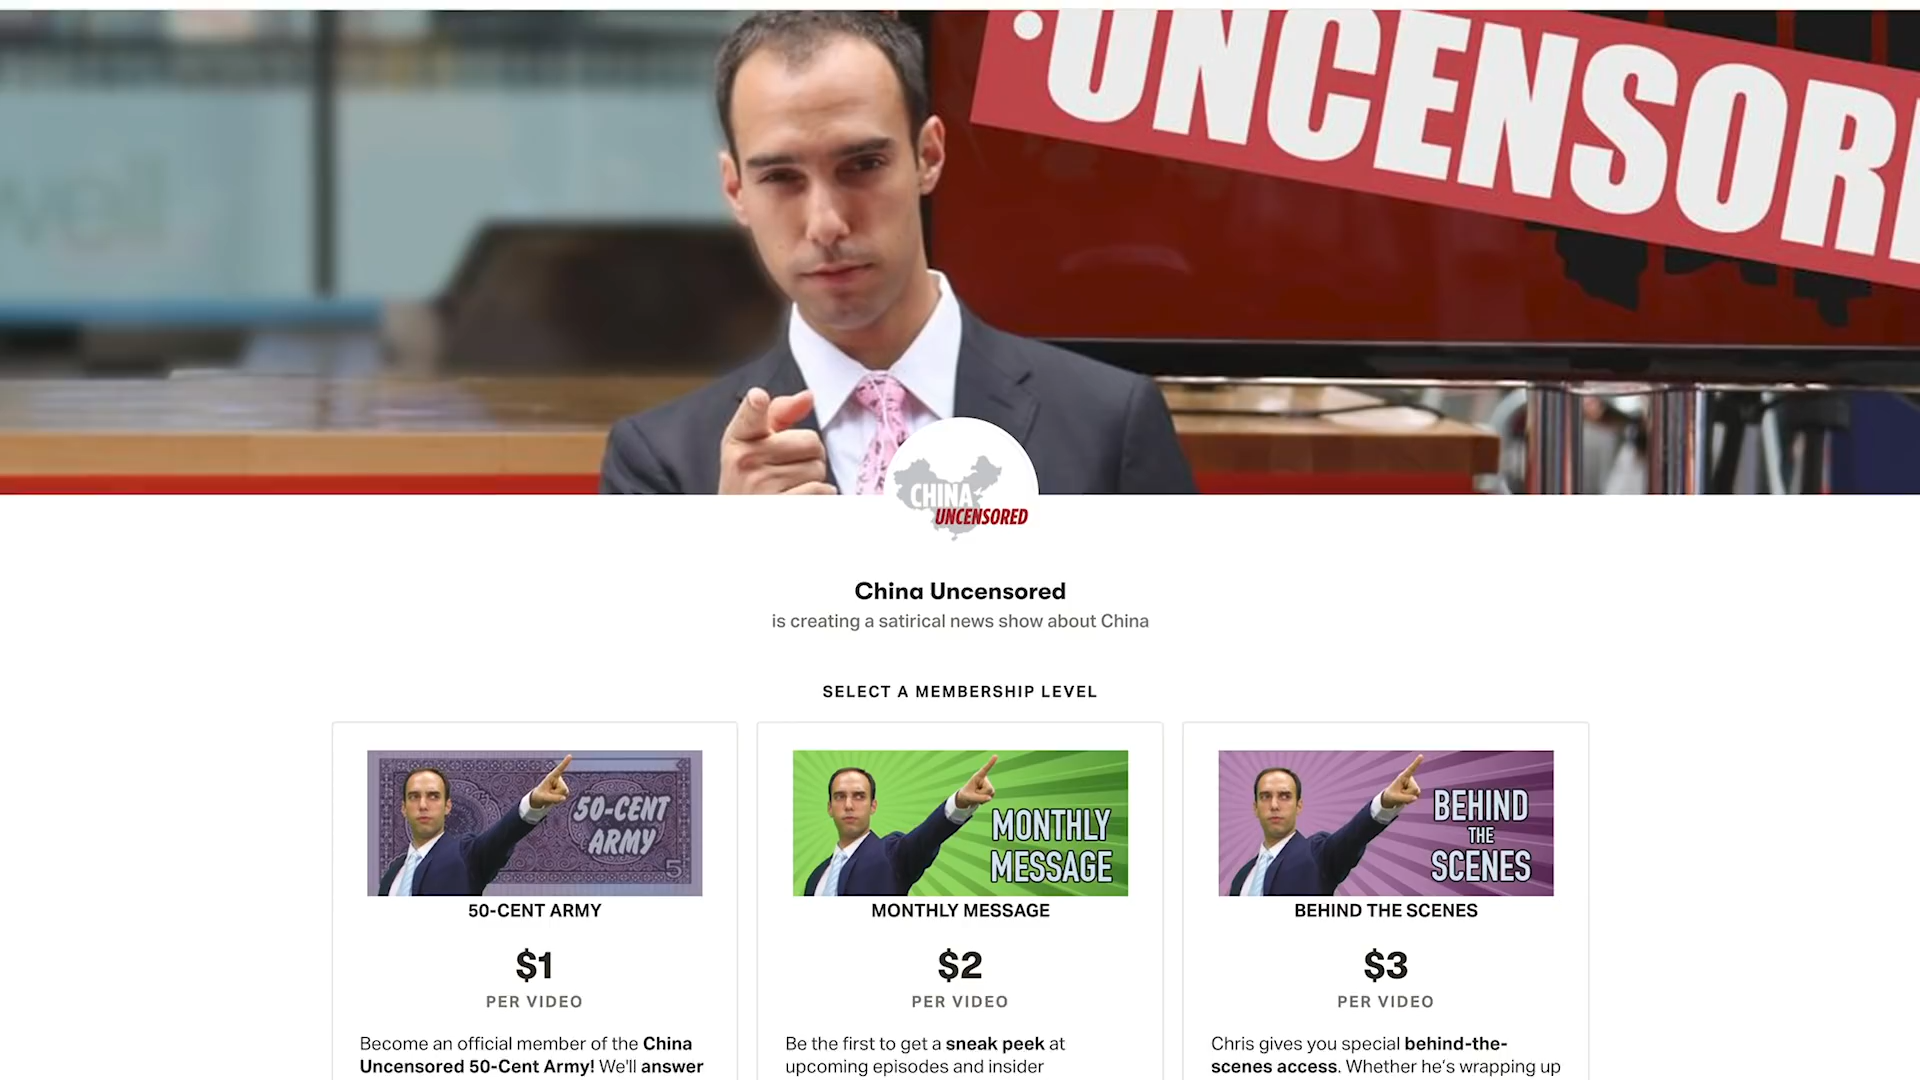 UNCENSOR
CHINA
UNCENSORED
China Uncensored
is creating a satirical news show about China
SELECT A MEMBERSHIP LEVEL
50-CENT
ARMY
5
50-CENT ARMY
$1
PER VIDEO
Become an official member of the China
Uncensored 50-Cent Army! We'll answer
MONTHLY
MESSAGE
MONTHLY MESSAGE
$2
PER VIDEO
Be the first to get a sneak peek at
upcoming episodes and insider
BEHIND
THE
SCENES
BEHIND THE SCENES
$3
PER VIDEO
Chris gives you special behind-the-
scenes access. Whether he's wrapping up